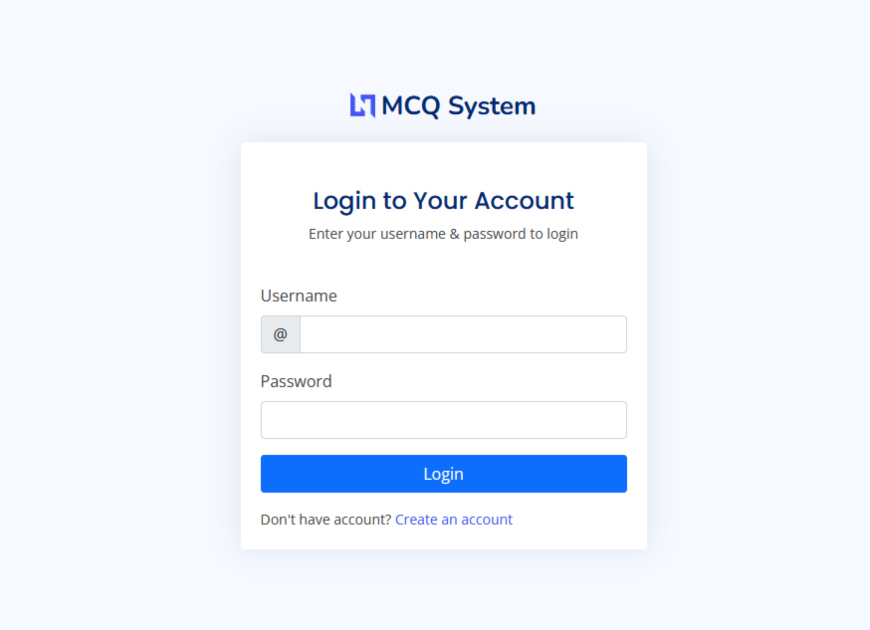 MCQ System
Login to Your Account
Enter your username & password to login
Username
@
Password
Login
Don't have account? Create an account